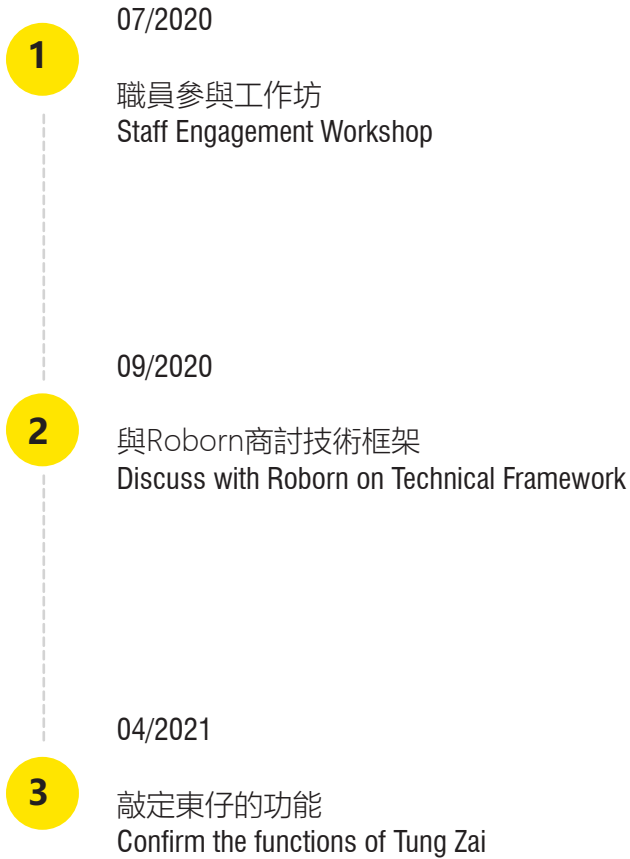 07/2020
1
職員參與工作坊
Staff Engagement Workshop
09/2020
2
與Roborn商討技術框架
Discuss with Roborn on Technical Framework
04/2021
3
敲定東仔的功能
Confirm the functions of Tung Zai